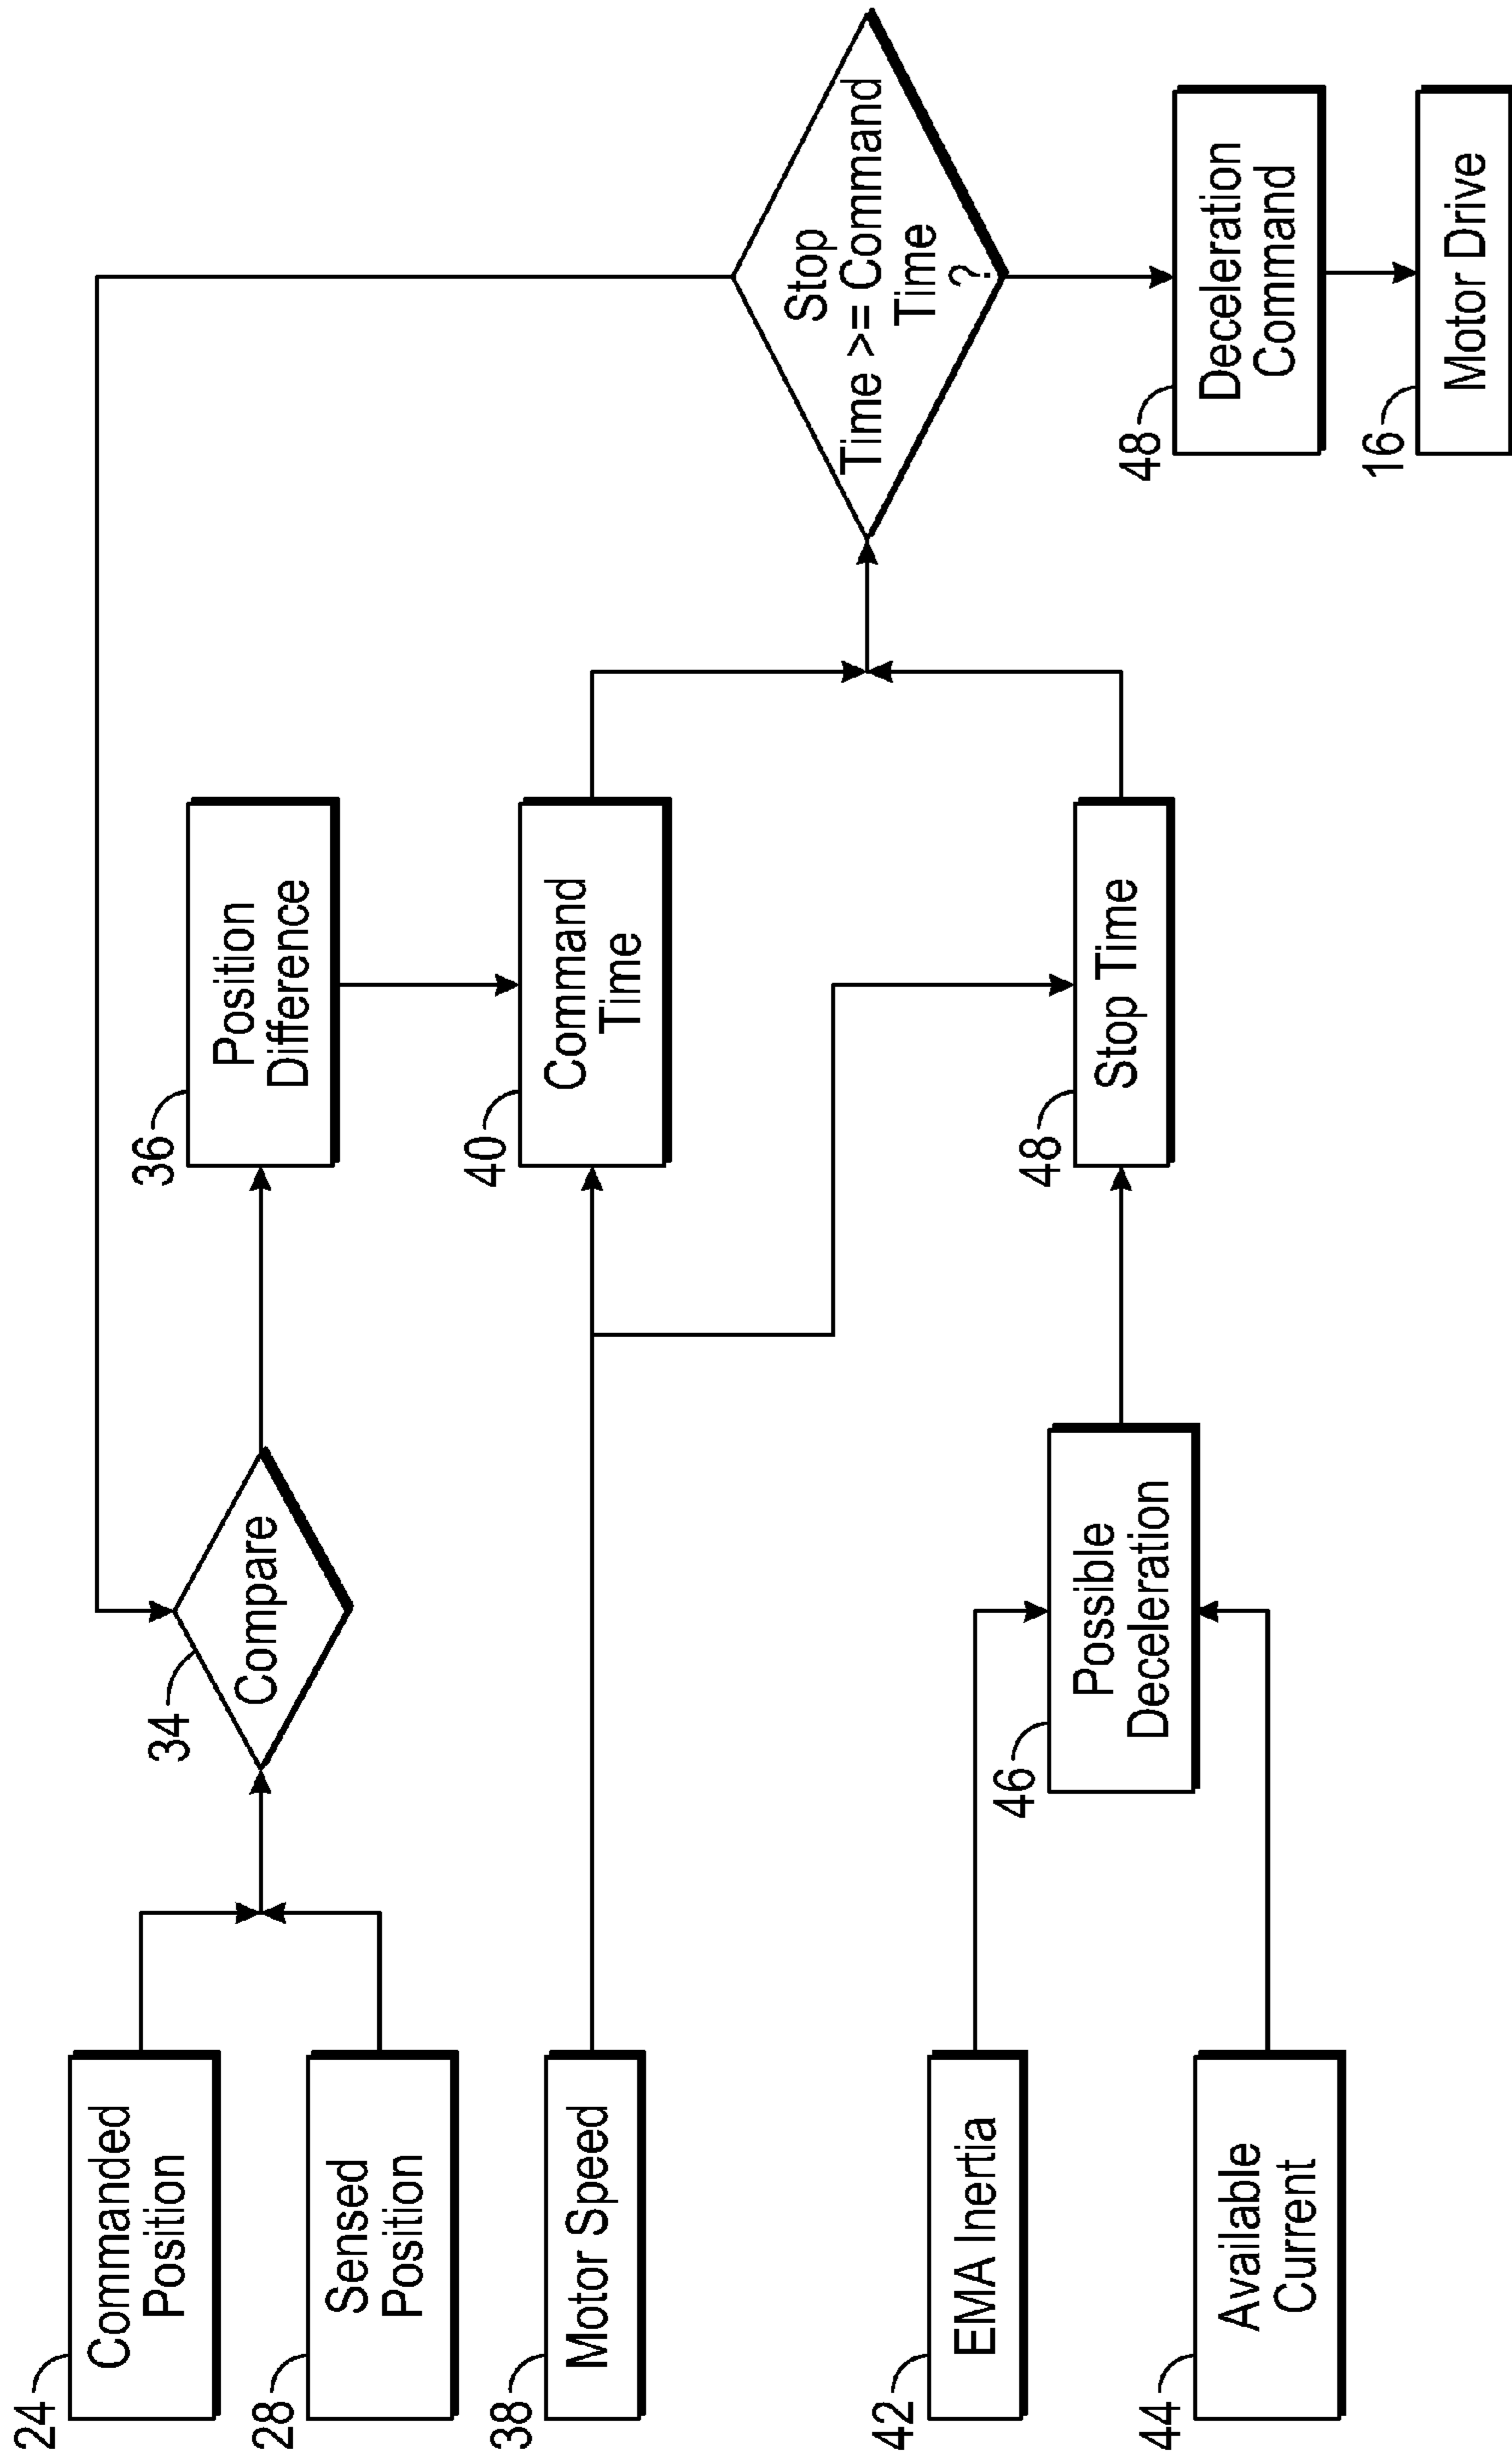 24
Commanded
Position
28
Sensed
Position
38
Motor Speed
42
EMA Inertia
44
Available
Current
34
Compare
46
Possible
Deceleration
36
Position
Difference
40
Command
Time
48
Stop Time
Stop
Time >= Command
Time
?
48
Deceleration
Command
16
Motor Drive